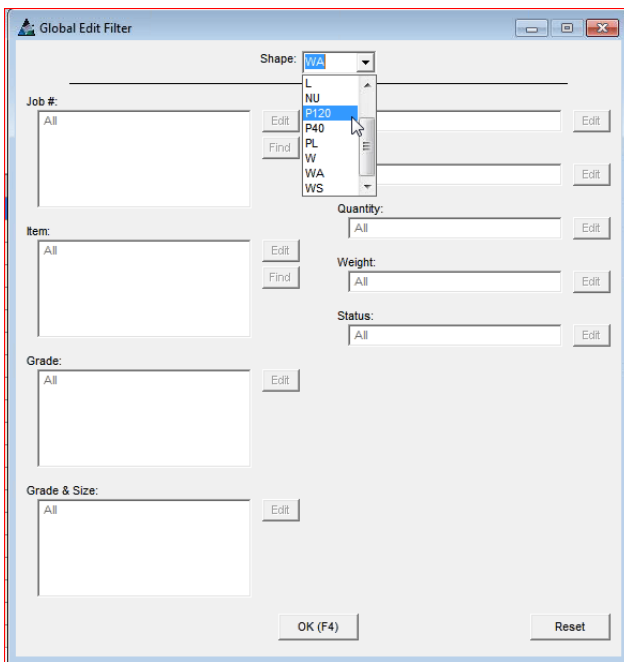 Global Edit Filter
Shape: WA
L
NU
P120
P40
PL
W
WA
WS
Job #:
All
Edit
Find
Edit
Edit
Quantity:
All
Edit
Item:
All
Edit
Find
Weight:
All
Edit
Status:
All
Edit
Grade:
All
Edit
Grade & Size:
All
Edit
OK (F4)
Reset